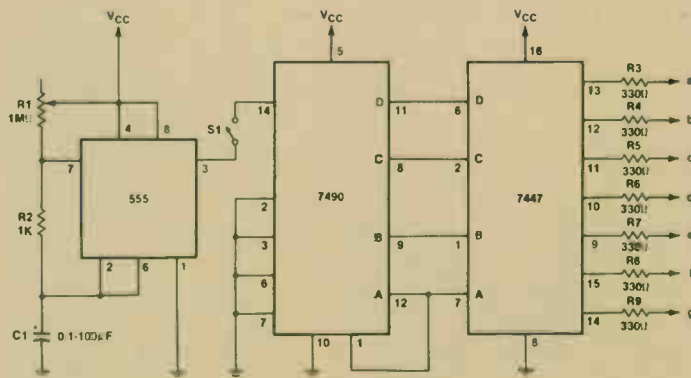 VCC
VCC
VCC
5
16
R1
1MΩ
4
8
7
3
555
R2
1K
2
6
1
C1
+
0.1-100µF
S1
14
2
3
6
7
7490
D
11
C
8
B
9
A
12
10
1
6
D
2
C
1
B
7
A
7447
8
13
R3
330Ω
a
12
R4
330Ω
b
11
R5
330Ω
c
10
R6
330Ω
d
9
R7
330Ω
e
15
R8
330Ω
14
R9
330Ω
g